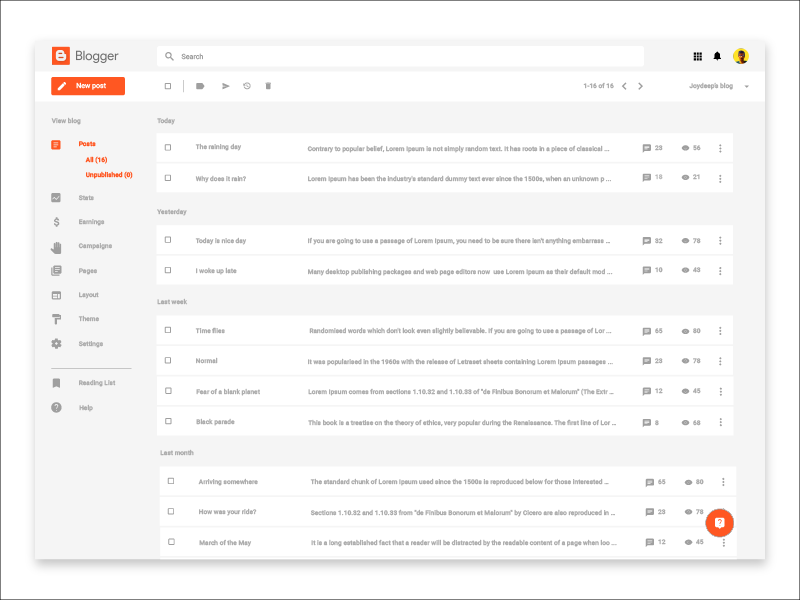 Blogger
Search
New post
1-16 of 16
Joydeep's blog
View blog
Posts
All (16)
Unpublished (0)
Stats
Earnings
Campaigns
Pages
Layout
Theme
Settings
Reading List
Help
Today
The raining day Contrary to popular belief, Lorem Ipsum is not simply random text. It has roots in a piece of classical ... 23 56
Why does it rain? Lorem Ipsum has been the industry's standard dummy text ever since the 1500s, when an unknown p ... 18 21
Yesterday
Today is nice day If you are going to use a passage of Lorem Ipsum, you need to be sure there isn't anything embarrass ... 32 78
I woke up late Many desktop publishing packages and web page editors now use Lorem Ipsum as their default mod ... 10 43
Last week
Time flies Randomised words which don't look even slightly believable. If you are going to use a passage of Lor ... 65 80
Normal It was popularised in the 1960s with the release of Letraset sheets containing Lorem Ipsum passages ... 23 78
Fear of a blank planet Lorem Ipsum comes from sections 1.10.32 and 1.10.33 of "de Finibus Bonorum et Malorum" (The Extr ... 12 45
Black parade This book is a treatise on the theory of ethics, very popular during the Renaissance. The first line of Lor ... 8 68
Last month
Arriving somewhere The standard chunk of Lorem Ipsum used since the 1500s is reproduced below for those interested ... 65 80
How was your ride? Sections 1.10.32 and 1.10.33 from "de Finibus Bonorum et Malorum" by Cicero are also reproduced in ... 23 78
March of the May It is a long established fact that a reader will be distracted by the readable content of a page when loo ... 12 45